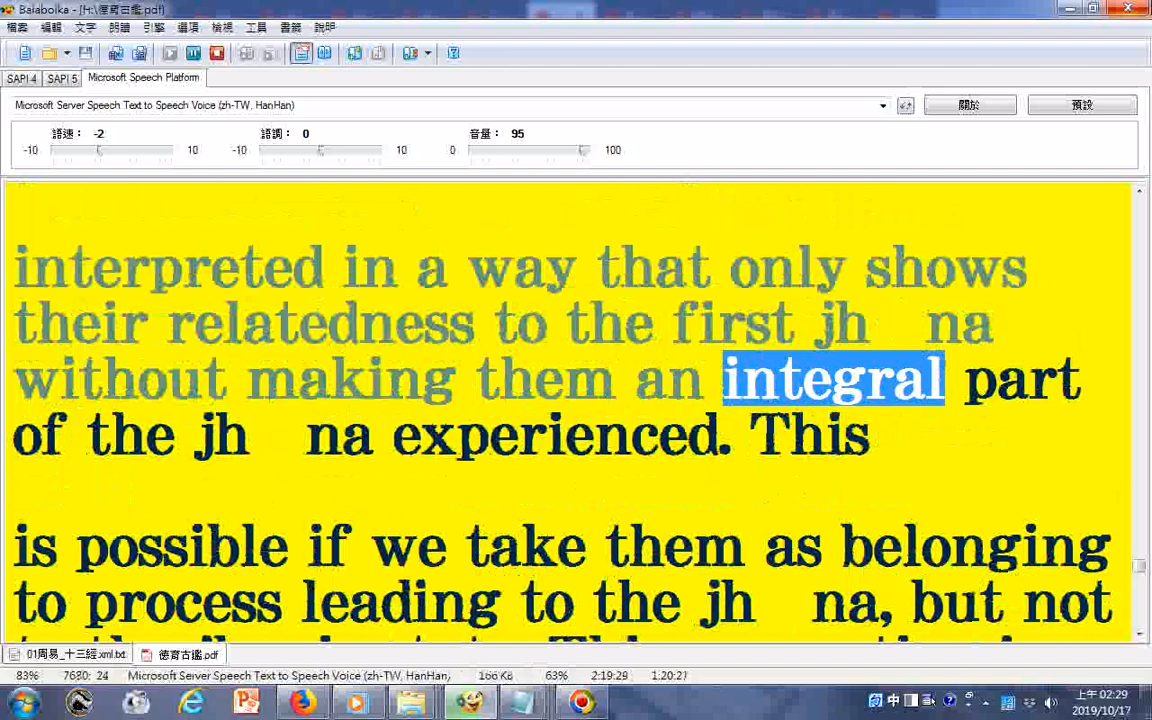 Balabolka - [H:\德育古鑑.pdf]
檔案 編輯 文字 朗讀 引擎 選項 檢視 工具 書籤 說明
SAPI 4 SAPI 5 Microsoft Speech Platform
Microsoft Server Speech Text to Speech Voice (zh-TW, HanHan) 關於 預設
語速： -2 語調： 0 音量： 95
-10 10 -10 10 0 100
interpreted in a way that only shows
their relatedness to the first jh na
without making them an integral part
of the jh na experienced. This
is possible if we take them as belonging
to process leading to the jh na, but not
01周易_十三經.xml.txt 德育古鑑.pdf
83% 7680: 24 Microsoft Server Speech Text to Speech Voice (zh-TW, HanHan) 166 KB 63% 2:19:29 1:20:27
中 上午 02:29
2019/10/17